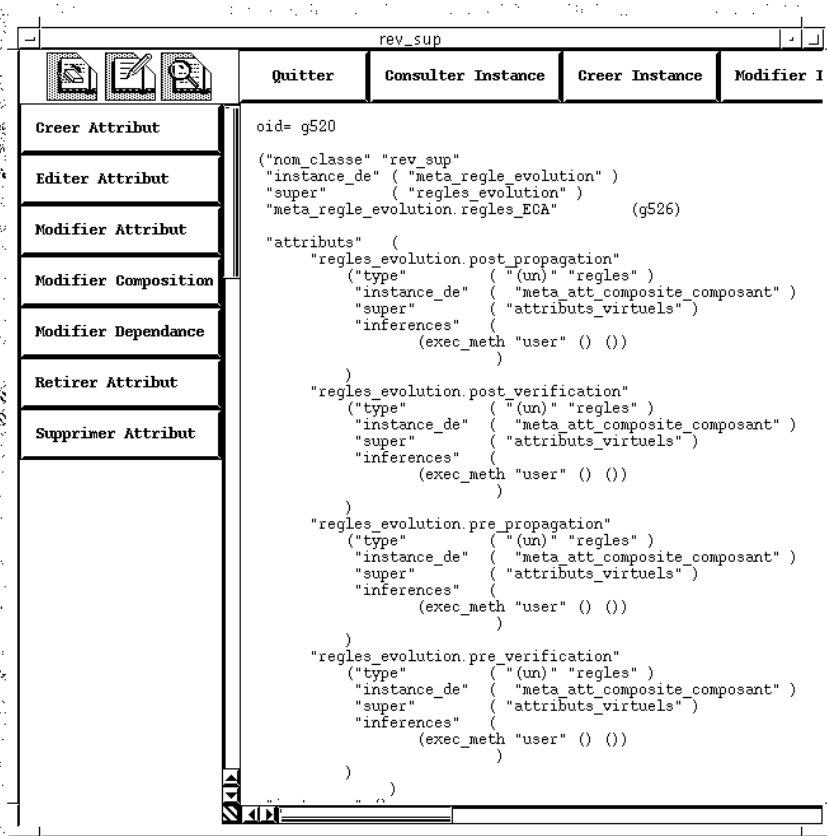 rev_sup
Quitter
Consulter Instance
Creer Instance
Modifier I
Creer Attribut
Editer Attribut
Modifier Attribut
Modifier Composition
Modifier Dependance
Retirer Attribut
Supprimer Attribut
oid= g520
("nom_classe" "rev_sup"
"instance_de" ( "meta_regle_evolution" )
"super" ( "regles_evolution" )
"meta_regle_evolution.regles_ECA" (g526)
"attributs" (
"regles_evolution.post_propagation"
("type" ( "(un)" "regles" )
"instance_de" ( "meta_att_composite_composant" )
"super" ( "attributs_virtuels" )
"inferences" (
(exec_meth "user" () ())
)
)
"regles_evolution.post_verification"
("type" ( "(un)" "regles" )
"instance_de" ( "meta_att_composite_composant" )
"super" ( "attributs_virtuels" )
"inferences" (
(exec_meth "user" () ())
)
)
"regles_evolution.pre_propagation"
("type" ( "(un)" "regles" )
"instance_de" ( "meta_att_composite_composant" )
"super" ( "attributs_virtuels" )
"inferences" (
(exec_meth "user" () ())
)
)
"regles_evolution.pre_verification"
("type" ( "(un)" "regles" )
"instance_de" ( "meta_att_composite_composant" )
"super" ( "attributs_virtuels" )
"inferences" (
(exec_meth "user" () ())
)
)
)